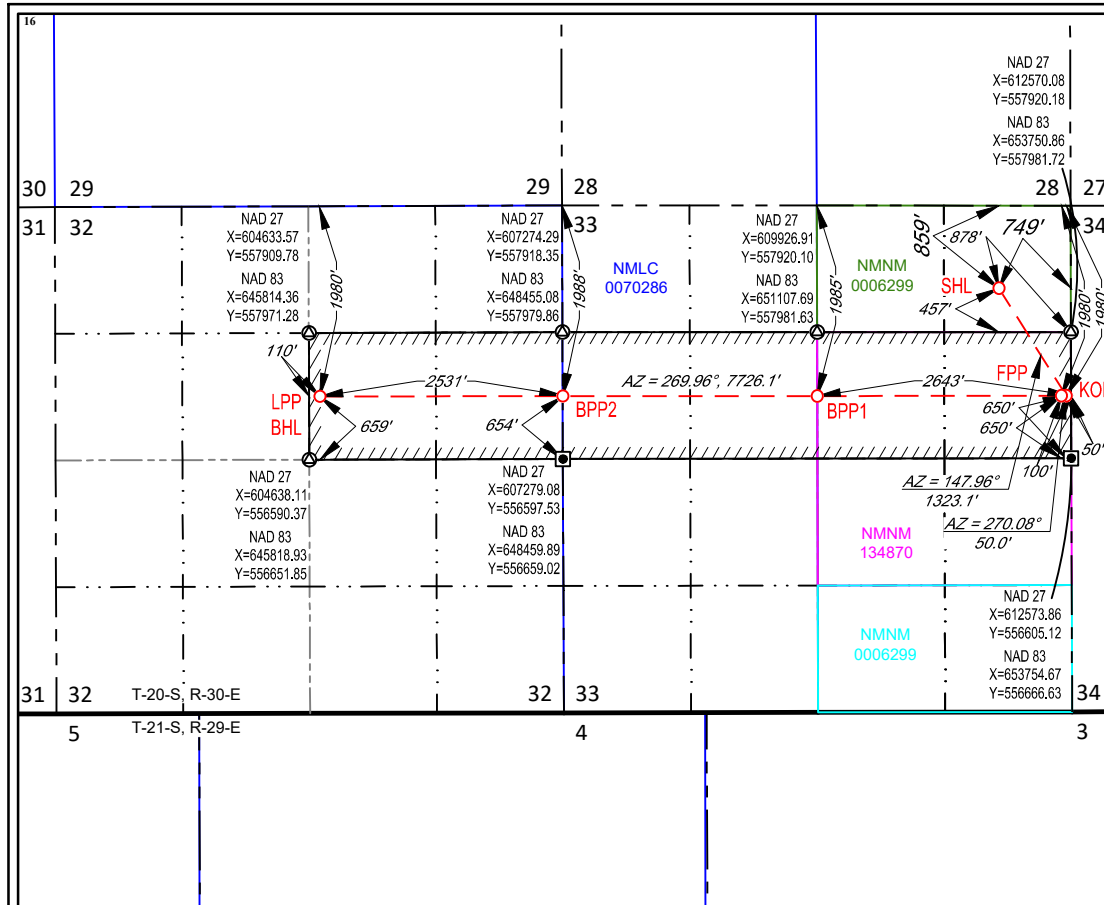 16
NAD 27
X=612570.08
Y=557920.18
NAD 83
X=653750.86
Y=557981.72
30 29
29 28
28 27
31 32
33
34
NAD 27
X=604633.57
Y=557909.78
NAD 83
X=645814.36
Y=557971.28
1980'
NAD 27
X=607274.29
Y=557918.35
NAD 83
X=648455.08
Y=557979.86
1988'
NMLC
0070286
NAD 27
X=609926.91
Y=557920.10
NAD 83
X=651107.69
Y=557981.63
1985'
NMNM
0006299
859'
878'
749'
SHL
457'
1980'
1980'
110'
LPP
BHL
2531'
659'
654'
BPP2
AZ = 269.96°, 7726.1'
BPP1
2643'
FPP
650'
650'
100'
50'
AZ = 147.96°
1323.1'
AZ = 270.08°
50.0'
NAD 27
X=604638.11
Y=556590.37
NAD 83
X=645818.93
Y=556651.85
NAD 27
X=607279.08
Y=556597.53
NAD 83
X=648459.89
Y=556659.02
NMNM
134870
NMNM
0006299
NAD 27
X=612573.86
Y=556605.12
NAD 83
X=653754.67
Y=556666.63
31 32
T-20-S, R-30-E
32 33
34
T-21-S, R-29-E
5
4
3